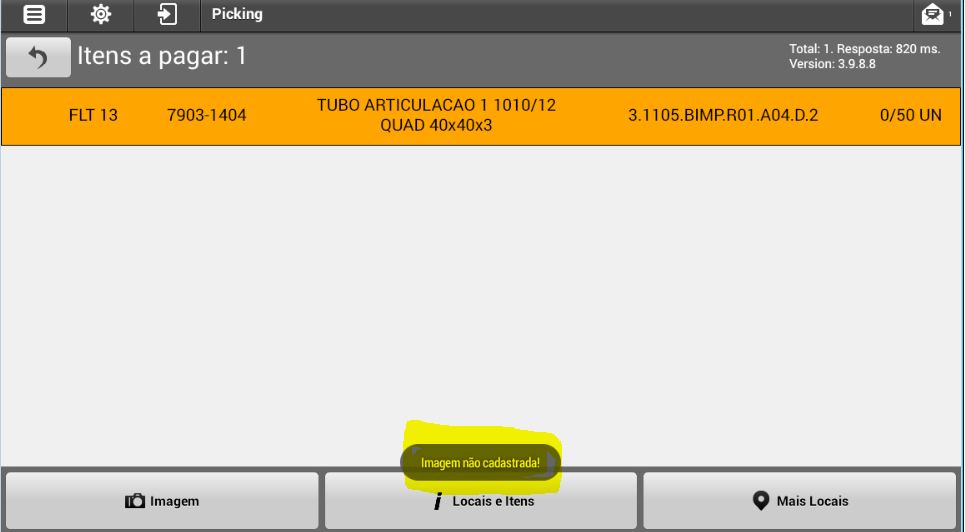 Picking
1
Itens a pagar: 1
Total: 1. Resposta: 820 ms.
Version: 3.9.8.8
FLT 13 7903-1404 TUBO ARTICULACAO 1 1010/12 QUAD 40x40x3 3.1105.BIMP.R01.A04.D.2 0/50 UN
Imagem não cadastrada!
Imagem
Locais e Itens
Mais Locais